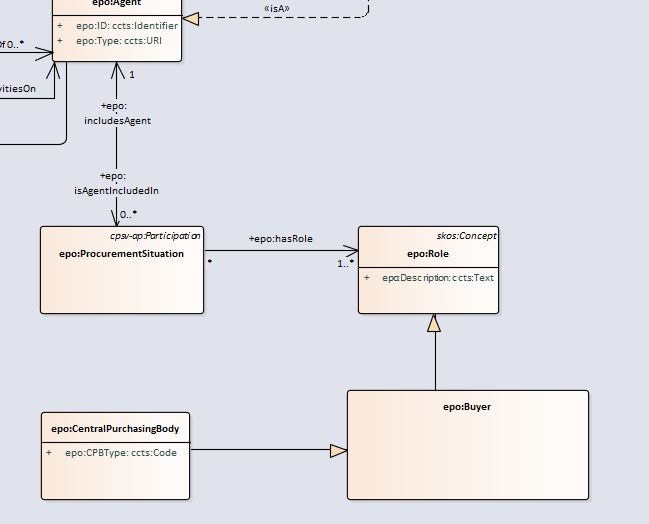 epo:Agent
«isA»
+ epo:ID: ccts:Identifier
+ epo:Type: ccts:URI
0..*
1
+epo:
includesAgent
+epo:
isAgentIncludedIn
0..*
cpsv-ap:Participation
epo:ProcurementSituation
+epo:hasRole
*
1..*
skos:Concept
epo:Role
+ epo:Description: ccts:Text
epo:Buyer
epo:CentralPurchasingBody
+ epo:CPBType: ccts:Code